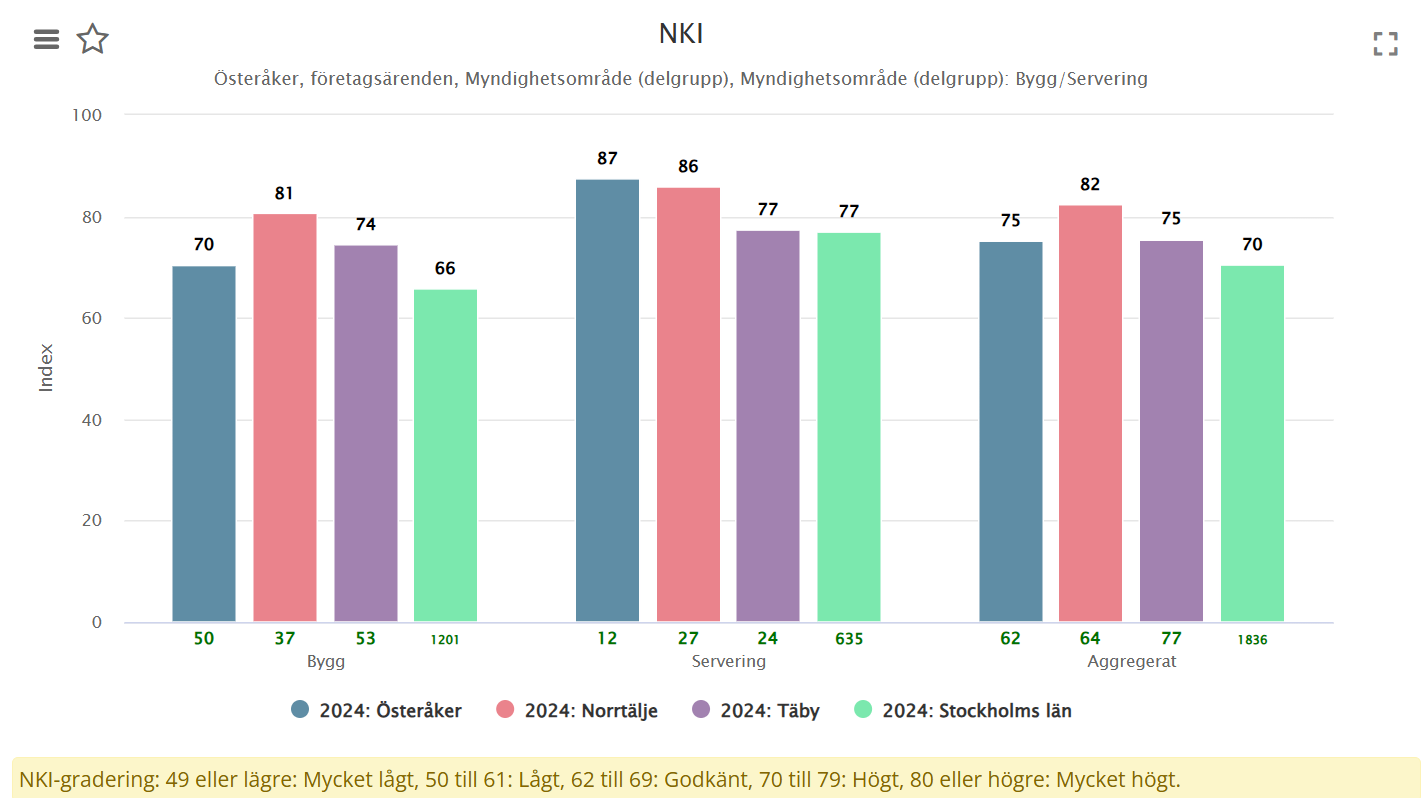 NKI
Österåker, företagsärenden, Myndighetsområde (delgrupp), Myndighetsområde (delgrupp): Bygg/Servering
100
80
60
40
20
0
Index
70
81
74
66
87
86
77
77
75
82
75
70
50 37 53 1201 12 27 24 635 62 64 77 1836
Bygg Servering Aggregerat
2024: Österåker 2024: Norrtälje 2024: Täby 2024: Stockholms län
NKI-gradering: 49 eller lägre: Mycket lågt, 50 till 61: Lågt, 62 till 69: Godkänt, 70 till 79: Högt, 80 eller högre: Mycket högt.